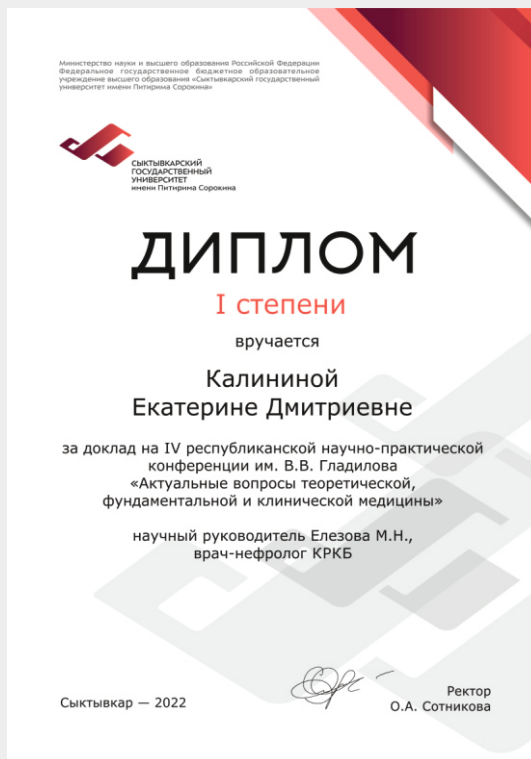 Министерство науки и высшего образования Российской Федерации
Федеральное государственное бюджетное образовательное
учреждение высшего образования «Сыктывкарский государственный
университет имени Питирима Сорокина»
СЫКТЫВКАРСКИЙ
ГОСУДАРСТВЕННЫЙ
УНИВЕРСИТЕТ
имени Питирима Сорокина
ДИПЛОМ
I степени
вручается
Калининой
Екатерине Дмитриевне
за доклад на IV республиканской научно-практической
конференции им. В.В. Гладилова
«Актуальные вопросы теоретической,
фундаментальной и клинической медицины»
научный руководитель Елезова М.Н.,
врач-нефролог КРКБ
Сыктывкар — 2022
Ректор
О.А. Сотникова